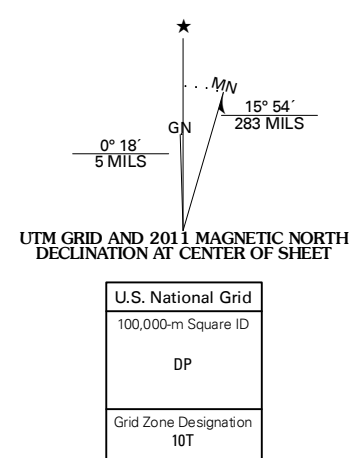 ★
MN
15° 54´
283 MILS
GN
0° 18´
5 MILS
UTM GRID AND 2011 MAGNETIC NORTH
DECLINATION AT CENTER OF SHEET
U.S. National Grid
100,000-m Square ID
DP
Grid Zone Designation
10T